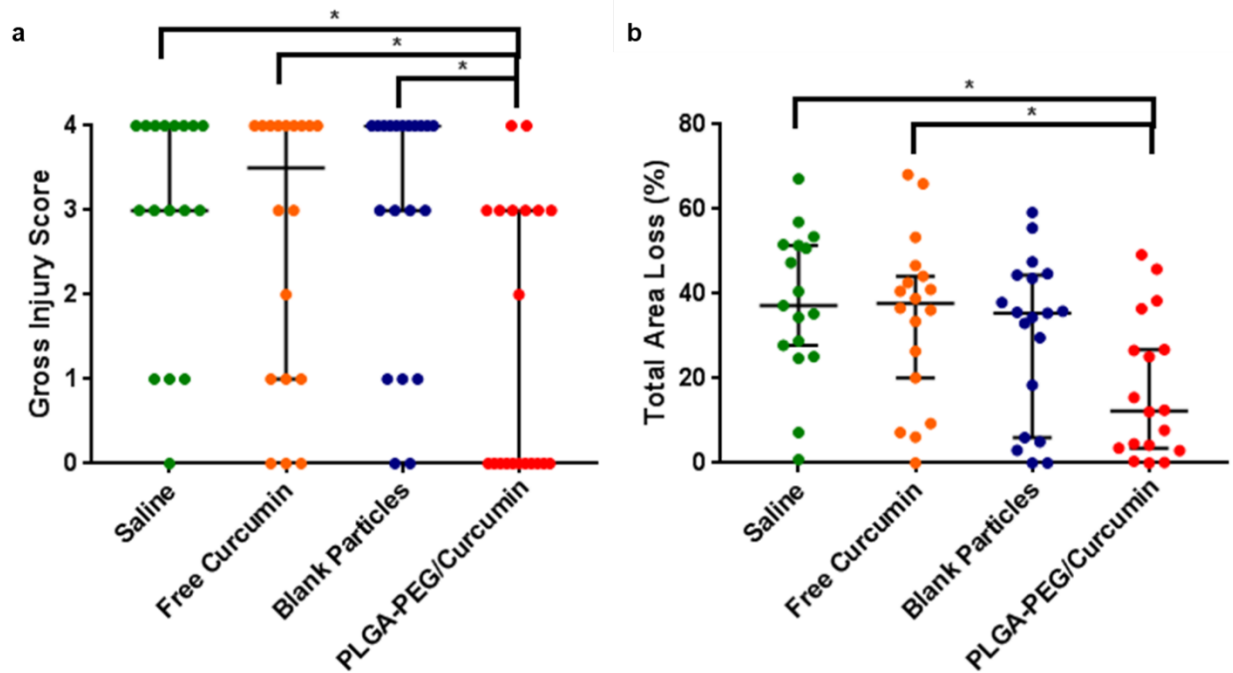 a
*
*
*
Gross Injury Score
4
3
2
1
0
Saline
Free Curcumin
Blank Particles
PLGA-PEG/Curcumin
b
*
*
Total Area Loss (%)
80
60
40
20
0
Saline
Free Curcumin
Blank Particles
PLGA-PEG/Curcumin